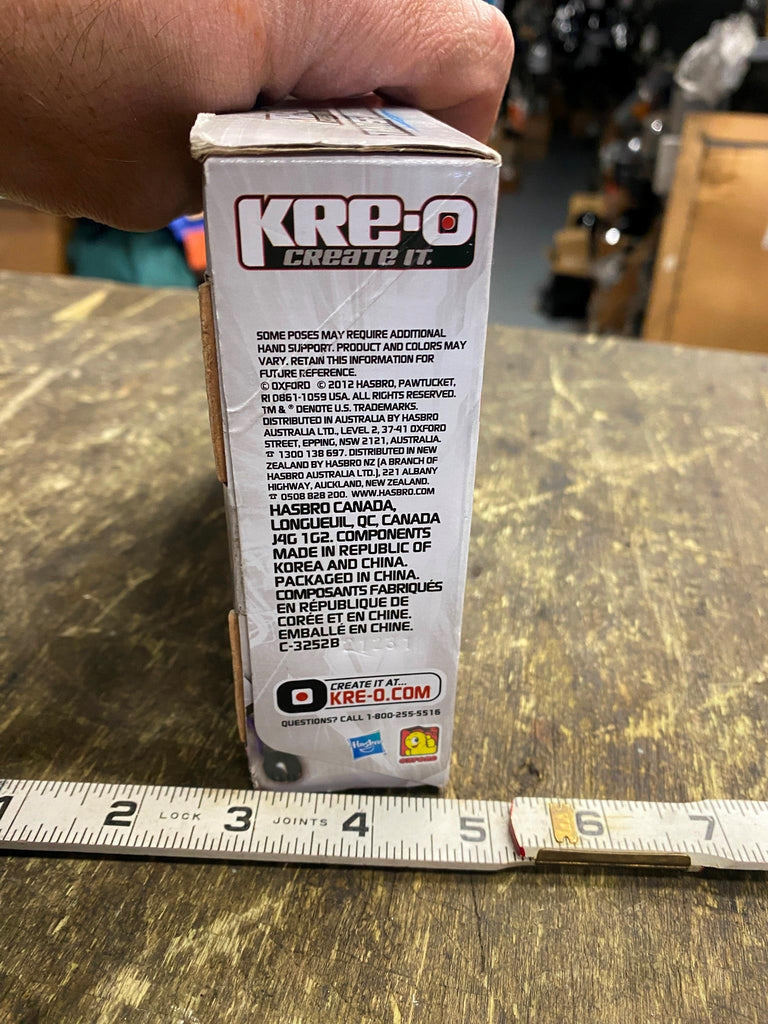 KRE-O
CREATE IT.
SOME POSES MAY REQUIRE ADDITIONAL
HAND SUPPORT. PRODUCT AND COLORS MAY
VARY. RETAIN THIS INFORMATION FOR
FUTURE REFERENCE.
© OXFORD © 2012 HASBRO, PAWTUCKET,
RI 0861-1059 USA. ALL RIGHTS RESERVED.
TM & ® DENOTE U.S. TRADEMARKS.
DISTRIBUTED IN AUSTRALIA BY HASBRO
AUSTRALIA LTD., LEVEL 2, 37-41 OXFORD
STREET, EPPING, NSW 2121, AUSTRALIA.
☎ 1300 138 697. DISTRIBUTED IN NEW
ZEALAND BY HASBRO NZ (A BRANCH OF
HASBRO AUSTRALIA LTD.), 221 ALBANY
HIGHWAY, AUCKLAND, NEW ZEALAND.
☎ 0508 828 200. WWW.HASBRO.COM
HASBRO CANADA,
LONGUEUIL, QC, CANADA
J4G 1G2. COMPONENTS
MADE IN REPUBLIC OF
KOREA AND CHINA.
PACKAGED IN CHINA.
COMPOSANTS FABRIQUÉS
EN RÉPUBLIQUE DE
CORÉE ET EN CHINE.
EMBALLÉ EN CHINE.
C-3252B
CREATE IT AT...
KRE-O.COM
QUESTIONS? CALL 1-800-255-5516
Hasbro
OXFORD
1 2 LOCK 3 JOINTS 4 5 6 7